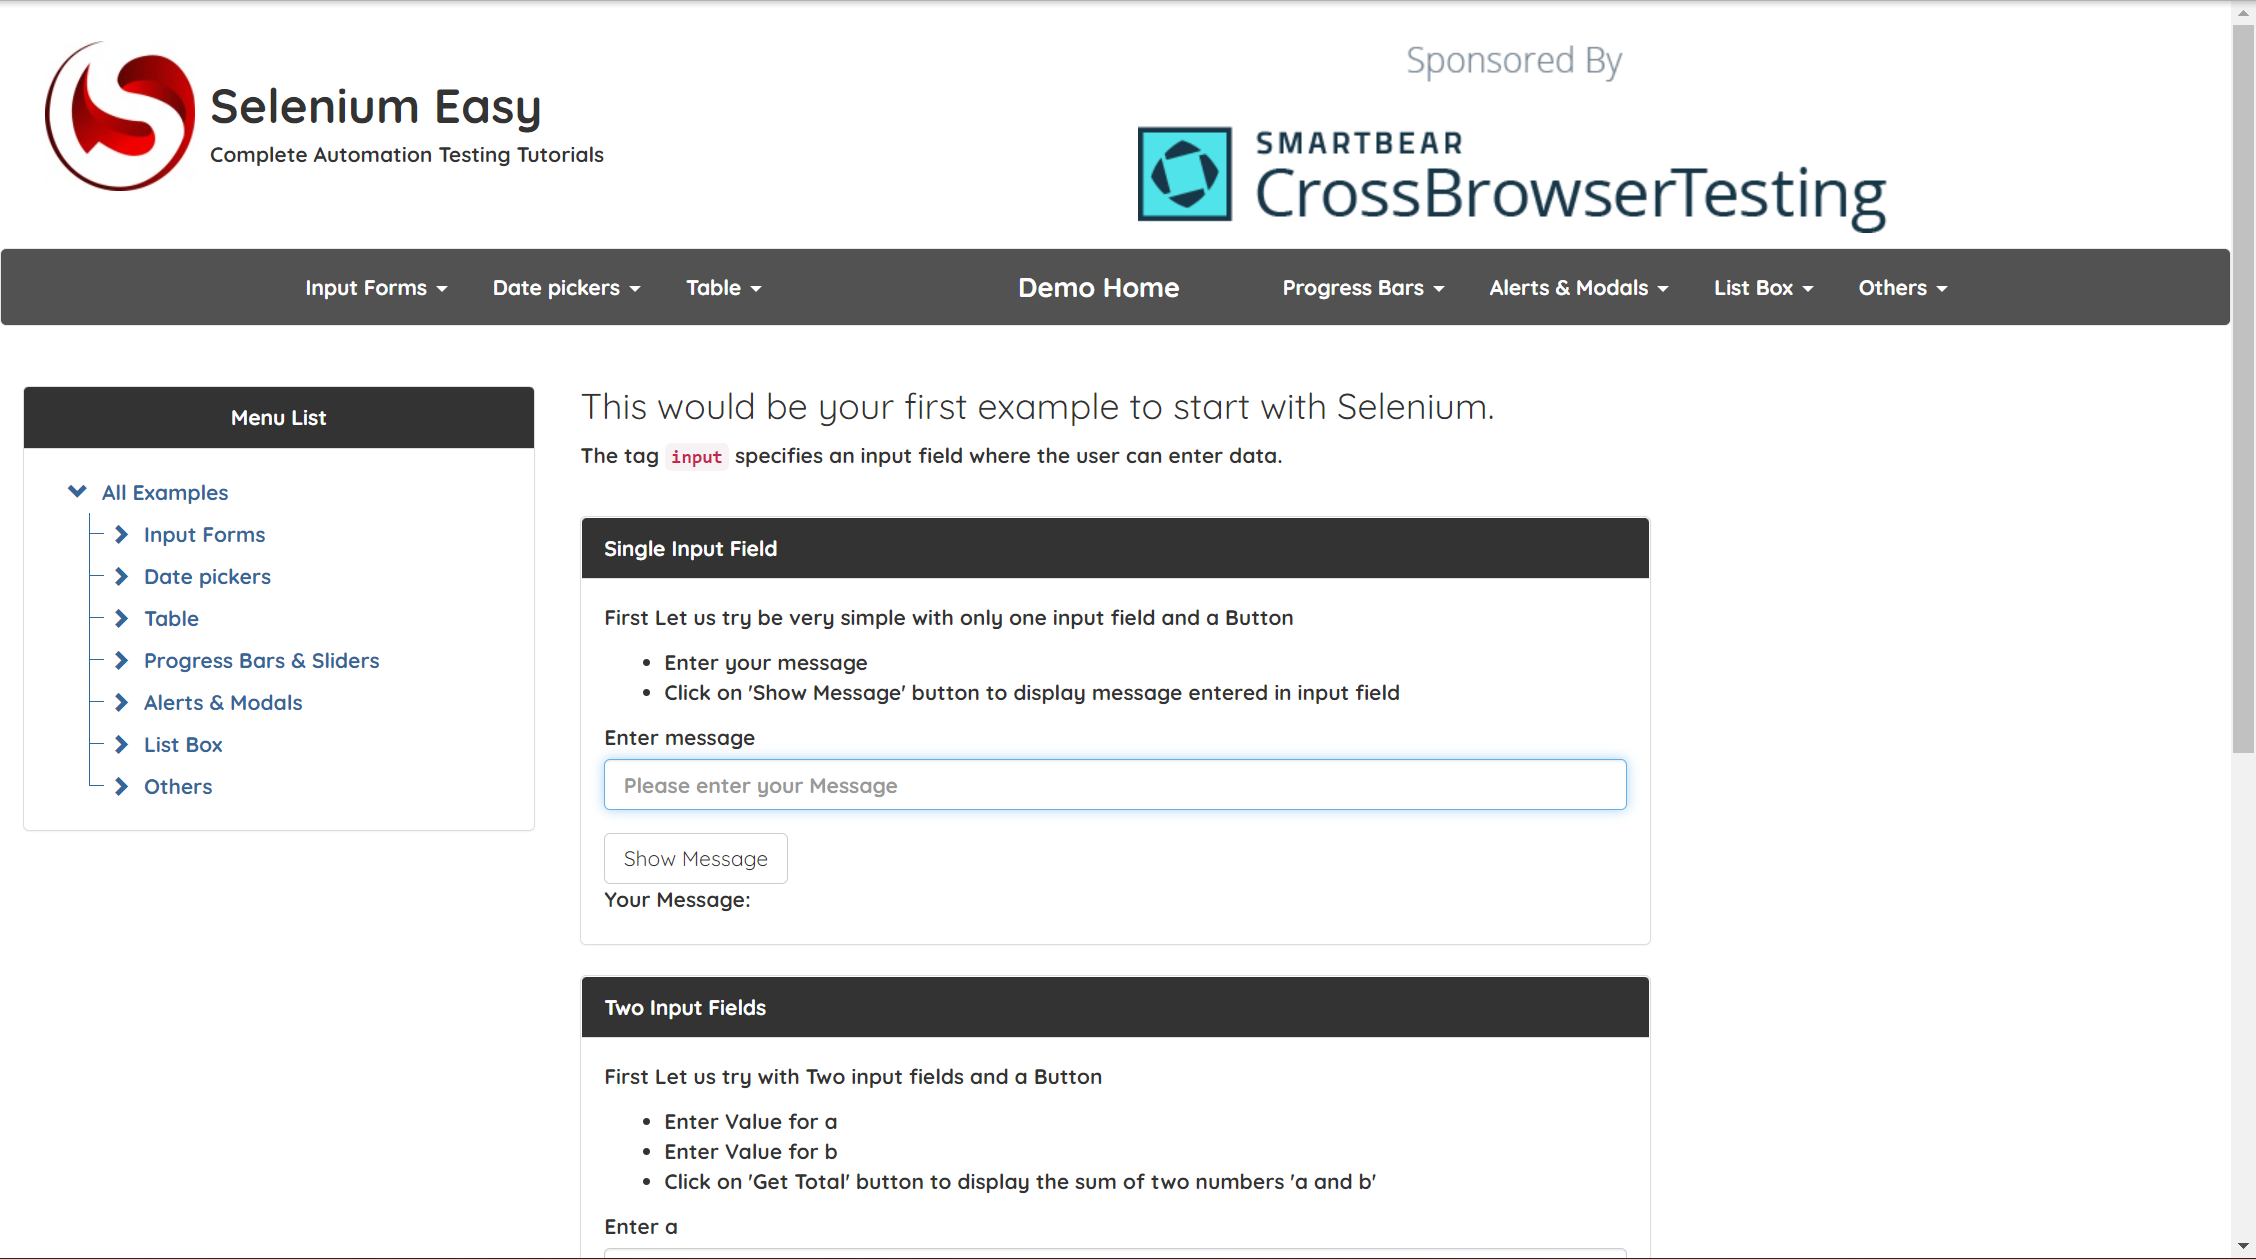 Selenium Easy
Complete Automation Testing Tutorials
Sponsored By
SMARTBEAR
CrossBrowserTesting
Input Forms Date pickers Table Demo Home Progress Bars Alerts & Modals List Box Others
Menu List
All Examples
Input Forms
Date pickers
Table
Progress Bars & Sliders
Alerts & Modals
List Box
Others
This would be your first example to start with Selenium.
The tag input specifies an input field where the user can enter data.
Single Input Field
First Let us try be very simple with only one input field and a Button
Enter your message
Click on 'Show Message' button to display message entered in input field
Enter message
Please enter your Message
Show Message
Your Message:
Two Input Fields
First Let us try with Two input fields and a Button
Enter Value for a
Enter Value for b
Click on 'Get Total' button to display the sum of two numbers 'a and b'
Enter a